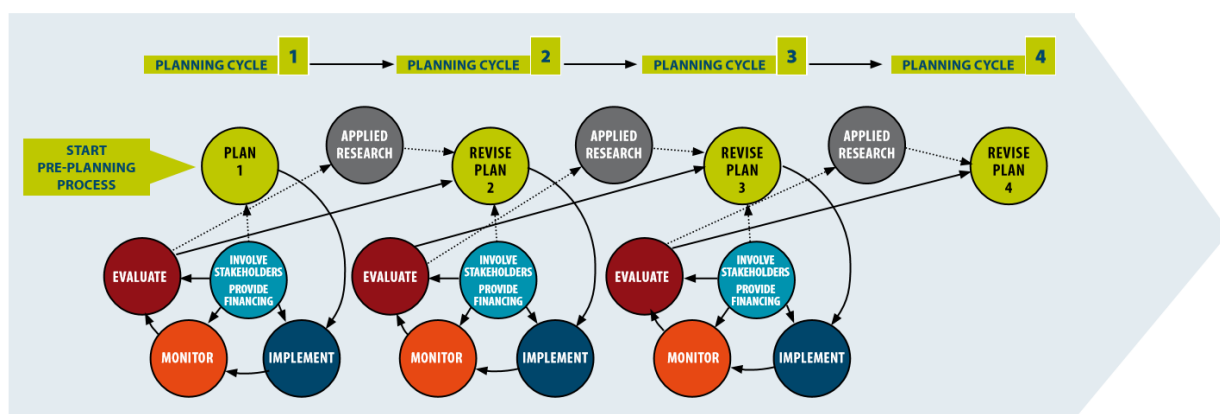 PLANNING CYCLE 1
PLANNING CYCLE 2
PLANNING CYCLE 3
PLANNING CYCLE 4
START
PRE-PLANNING
PROCESS
PLAN
1
APPLIED
RESEARCH
REVISE
PLAN
2
APPLIED
RESEARCH
REVISE
PLAN
3
APPLIED
RESEARCH
REVISE
PLAN
4
EVALUATE
INVOLVE
STAKEHOLDERS
PROVIDE
FINANCING
MONITOR
IMPLEMENT
EVALUATE
INVOLVE
STAKEHOLDERS
PROVIDE
FINANCING
MONITOR
IMPLEMENT
EVALUATE
INVOLVE
STAKEHOLDERS
PROVIDE
FINANCING
MONITOR
IMPLEMENT